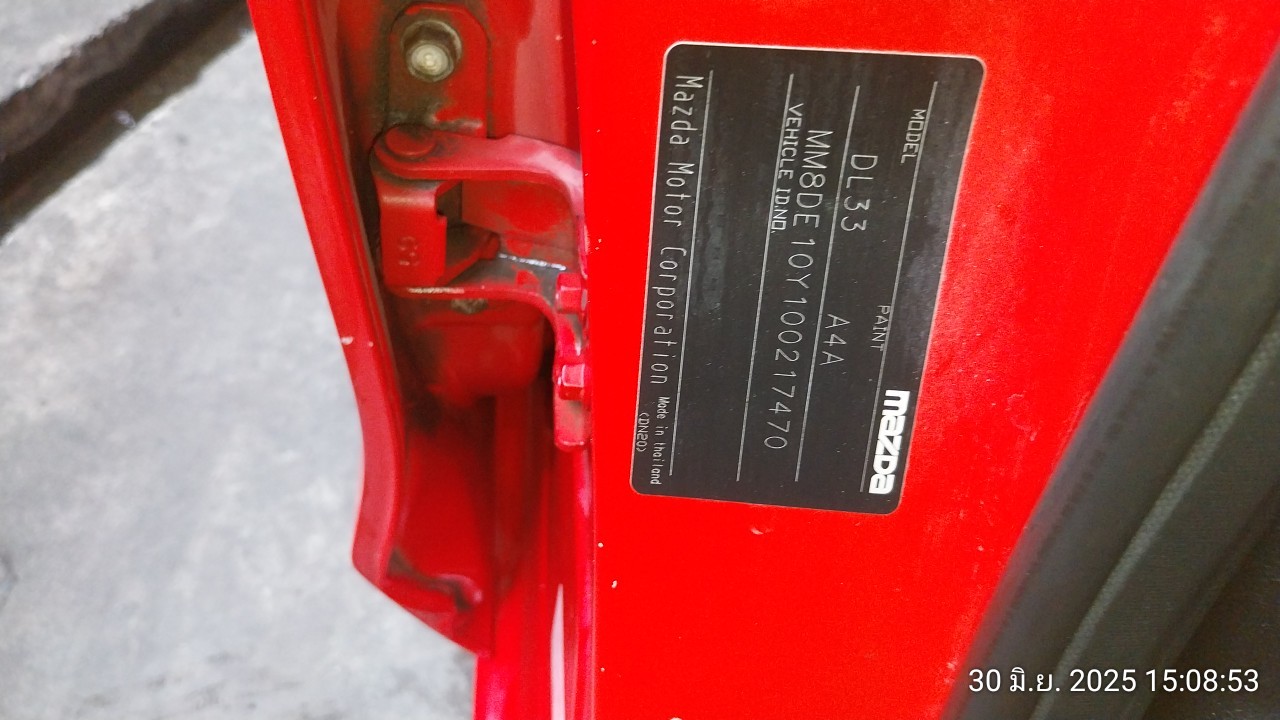 mazda
MODEL PAINT
DL33 A4A
VEHICLE I.D.NO.
MM8DE10Y100217470
Mazda Motor Corporation Made in thailand
(DN20)
30 มิ.ย. 2025 15:08:53